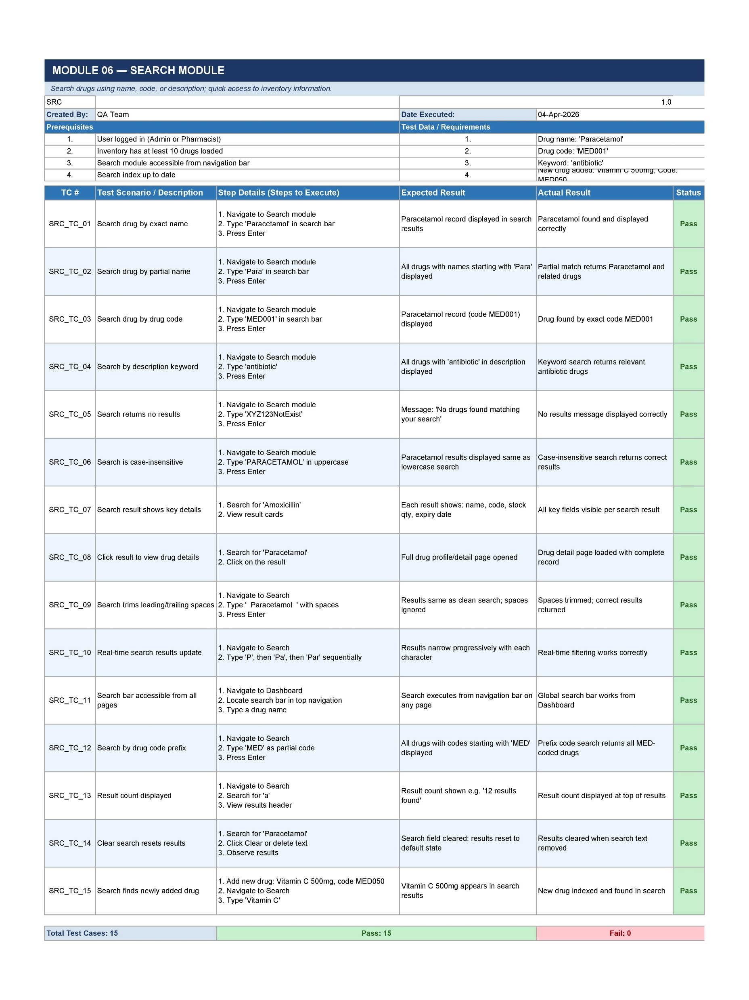 MODULE 06 — SEARCH MODULE
Search drugs using name, code, or description; quick access to inventory information.
SRC 1.0
Created By: QA Team Date Executed: 04-Apr-2026
Prerequisites Test Data / Requirements
1. User logged in (Admin or Pharmacist) 1. Drug name: 'Paracetamol'
2. Inventory has at least 10 drugs loaded 2. Drug code: 'MED001'
3. Search module accessible from navigation bar 3. Keyword: 'antibiotic'
4. Search index up to date 4. New drug added: Vitamin C 500mg, Code:
MED050
TC # Test Scenario / Description Step Details (Steps to Execute) Expected Result Actual Result Status
SRC_TC_01
Search drug by exact name
1. Navigate to Search module
2. Type 'Paracetamol' in search bar
3. Press Enter
Paracetamol record displayed in search
results
Paracetamol found and displayed
correctly
Pass
SRC_TC_02
Search drug by partial name
1. Navigate to Search module
2. Type 'Para' in search bar
3. Press Enter
All drugs with names starting with 'Para'
displayed
Partial match returns Paracetamol and
related drugs
Pass
SRC_TC_03
Search drug by drug code
1. Navigate to Search module
2. Type 'MED001' in search bar
3. Press Enter
Paracetamol record (code MED001)
displayed
Drug found by exact code MED001
Pass
SRC_TC_04
Search by description keyword
1. Navigate to Search module
2. Type 'antibiotic'
3. Press Enter
All drugs with 'antibiotic' in description
displayed
Keyword search returns relevant
antibiotic drugs
Pass
SRC_TC_05
Search returns no results
1. Navigate to Search module
2. Type 'XYZ123NotExist'
3. Press Enter
Message: 'No drugs found matching
your search'
No results message displayed correctly
Pass
SRC_TC_06
Search is case-insensitive
1. Navigate to Search module
2. Type 'PARACETAMOL' in uppercase
3. Press Enter
Paracetamol results displayed same as
lowercase search
Case-insensitive search returns correct
results
Pass
SRC_TC_07
Search result shows key details
1. Search for 'Amoxicillin'
2. View result cards
Each result shows: name, code, stock
qty, expiry date
All key fields visible per search result
Pass
SRC_TC_08
Click result to view drug details
1. Search for 'Paracetamol'
2. Click on the result
Full drug profile/detail page opened
Drug detail page loaded with complete
record
Pass
SRC_TC_09
Search trims leading/trailing spaces
1. Navigate to Search
2. Type '  Paracetamol  ' with spaces
3. Press Enter
Results same as clean search; spaces
ignored
Spaces trimmed; correct results
returned
Pass
SRC_TC_10
Real-time search results update
1. Navigate to Search
2. Type 'P', then 'Pa', then 'Par' sequentially
Results narrow progressively with each
character
Real-time filtering works correctly
Pass
SRC_TC_11
Search bar accessible from all
pages
1. Navigate to Dashboard
2. Locate search bar in top navigation
3. Type a drug name
Search executes from navigation bar on
any page
Global search bar works from
Dashboard
Pass
SRC_TC_12
Search by drug code prefix
1. Navigate to Search
2. Type 'MED' as partial code
3. Press Enter
All drugs with codes starting with 'MED'
displayed
Prefix code search returns all MED-
coded drugs
Pass
SRC_TC_13
Result count displayed
1. Navigate to Search
2. Search for 'a'
3. View results header
Result count shown e.g. '12 results
found'
Result count displayed at top of results
Pass
SRC_TC_14
Clear search resets results
1. Search for 'Paracetamol'
2. Click Clear or delete text
3. Observe results
Search field cleared; results reset to
default state
Results cleared when search text
removed
Pass
SRC_TC_15
Search finds newly added drug
1. Add new drug: Vitamin C 500mg, code MED050
2. Navigate to Search
3. Type 'Vitamin C'
Vitamin C 500mg appears in search
results
New drug indexed and found in search
Pass
Total Test Cases: 15 Pass: 15 Fail: 0